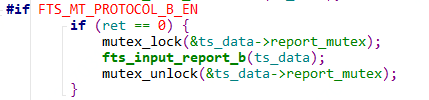 #if FTS_MT_PROTOCOL_B_EN
if (ret == 0) {
mutex_lock(&ts_data->report_mutex);
fts_input_report_b(ts_data);
mutex_unlock(&ts_data->report_mutex);
}